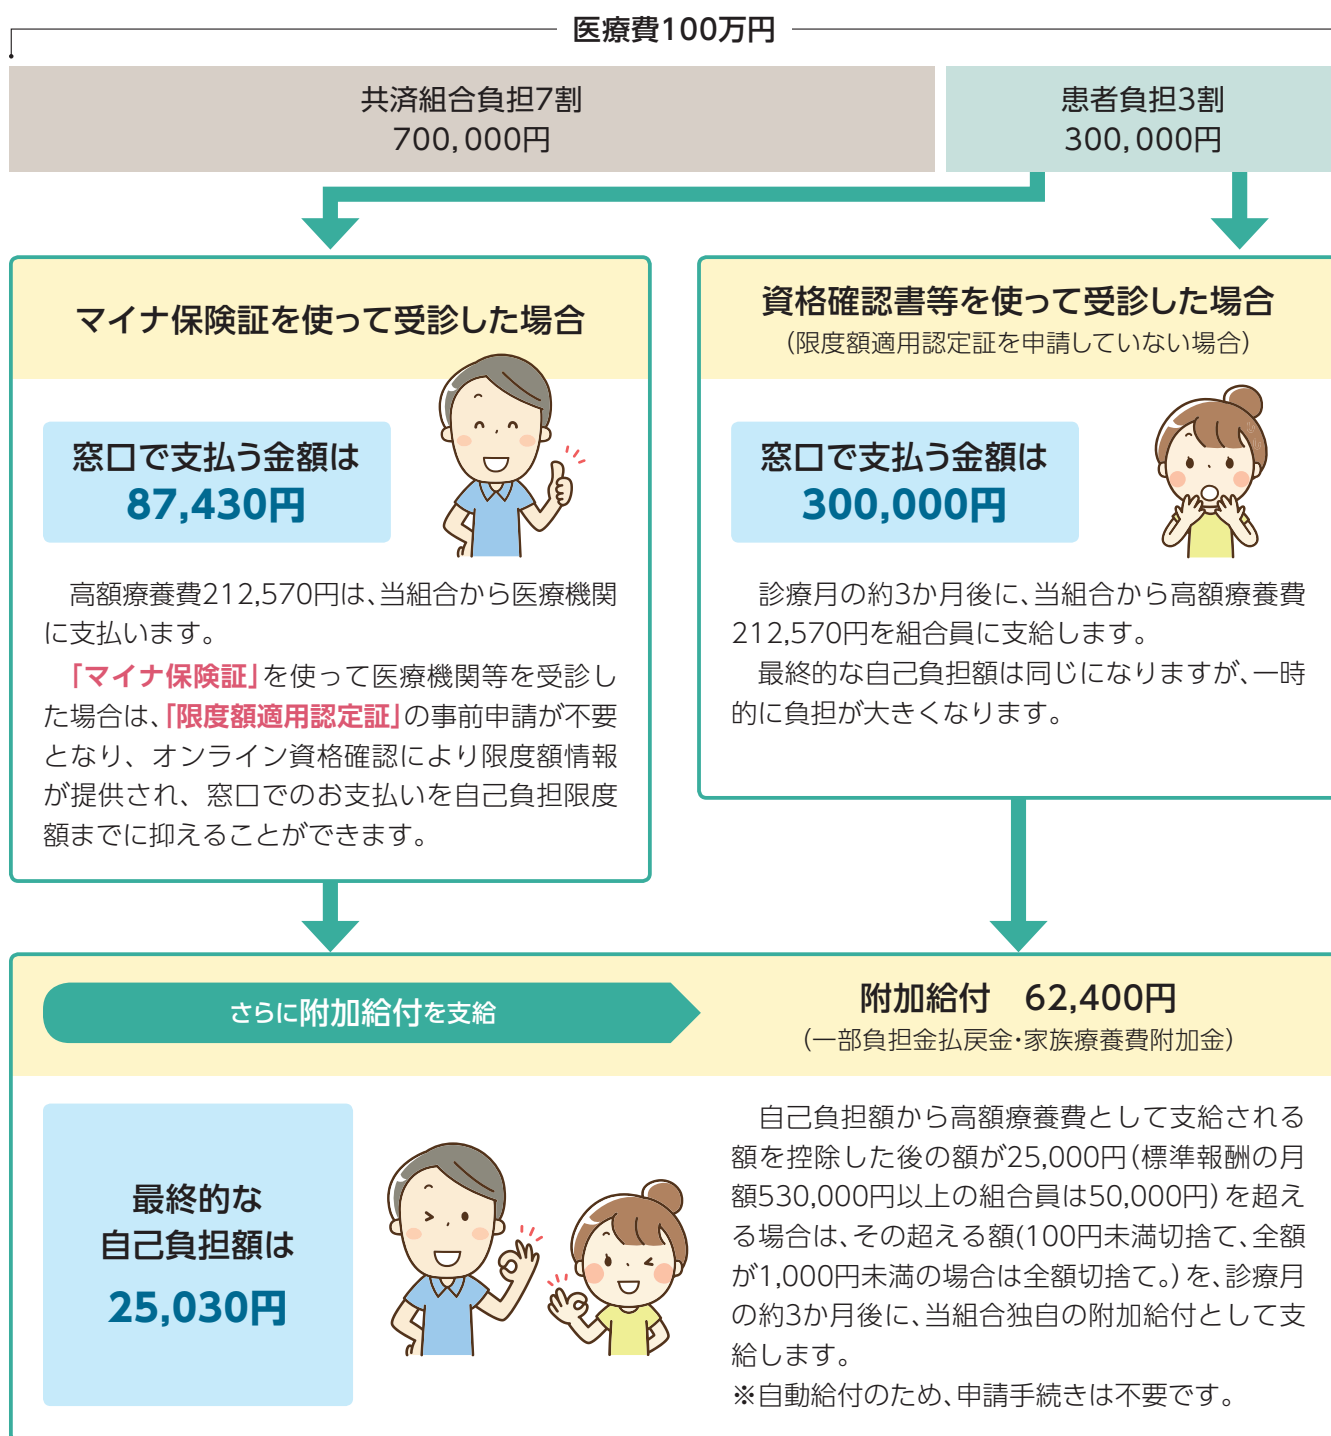 医療費100万円
共済組合負担7割
700,000円
患者負担3割
300,000円
マイナ保険証を使って受診した場合
窓口で支払う金額は
87,430円
高額療養費212,570円は、当組合から医療機関
に支払います。
「マイナ保険証」を使って医療機関等を受診し
た場合は、「限度額適用認定証」の事前申請が不要
となり、オンライン資格確認により限度額情報
が提供され、窓口でのお支払いを自己負担限度
額までに抑えることができます。
資格確認書等を使って受診した場合
（限度額適用認定証を申請していない場合）
窓口で支払う金額は
300,000円
診療月の約3か月後に、当組合から高額療養費
212,570円を組合員に支給します。
最終的な自己負担額は同じになりますが、一時
的に負担が大きくなります。
さらに附加給付を支給
附加給付　62,400円
（一部負担金払戻金・家族療養費附加金）
最終的な
自己負担額は
25,030円
自己負担額から高額療養費として支給される
額を控除した後の額が25,000円（標準報酬の月
額530,000円以上の組合員は50,000円）を超え
る場合は、その超える額(100円未満切捨て、全額
が1,000円未満の場合は全額切捨て。）を、診療月
の約3か月後に、当組合独自の附加給付として支
給します。
※自動給付のため、申請手続きは不要です。